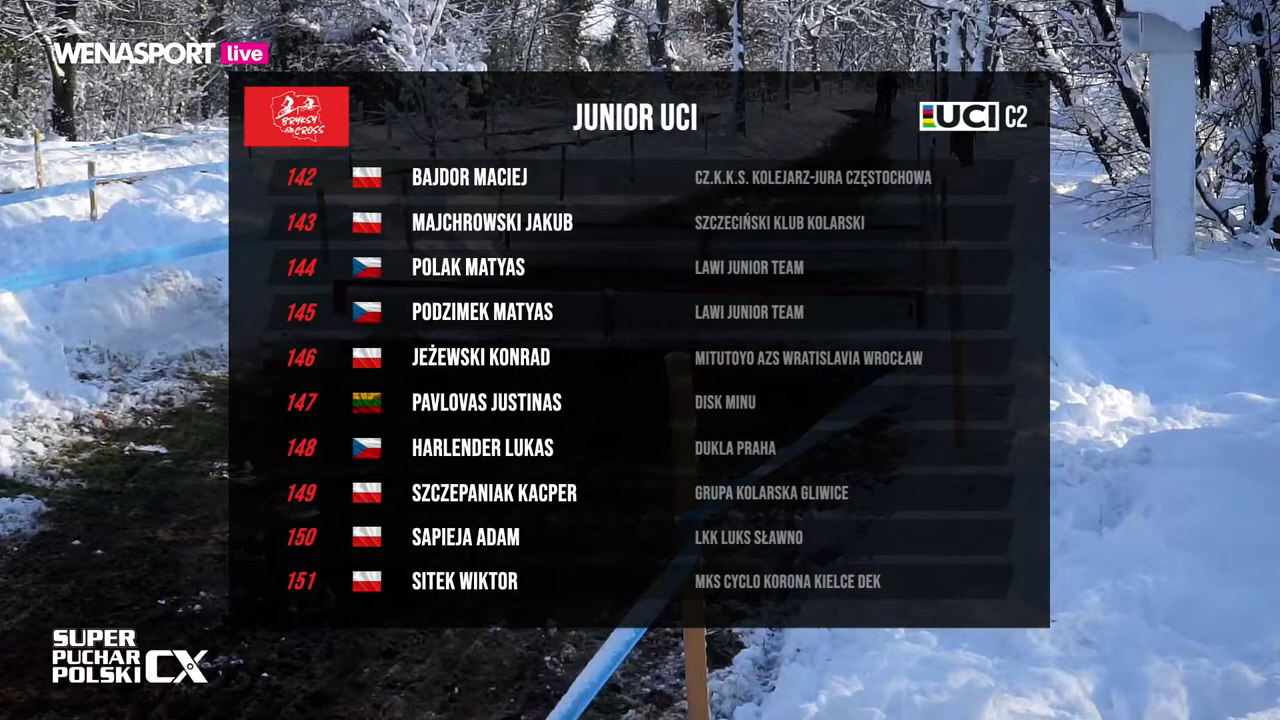 WENASPORT live
BRYKSY CROSS
JUNIOR UCI
UCI C2
142 BAJDOR MACIEJ CZ.K.K.S. KOLEJARZ-JURA CZĘSTOCHOWA
143 MAJCHROWSKI JAKUB SZCZECIŃSKI KLUB KOLARSKI
144 POLAK MATYAS LAWI JUNIOR TEAM
145 PODZIMEK MATYAS LAWI JUNIOR TEAM
146 JEŻEWSKI KONRAD MITUTOYO AZS WRATISLAVIA WROCŁAW
147 PAVLOVAS JUSTINAS DISK MINU
148 HARLENDER LUKAS DUKLA PRAHA
149 SZCZEPANIAK KACPER GRUPA KOLARSKA GLIWICE
150 SAPIEJA ADAM LKK LUKS SŁAWNO
151 SITEK WIKTOR MKS CYCLO KORONA KIELCE DEK
SUPER
PUCHAR
POLSKI CX